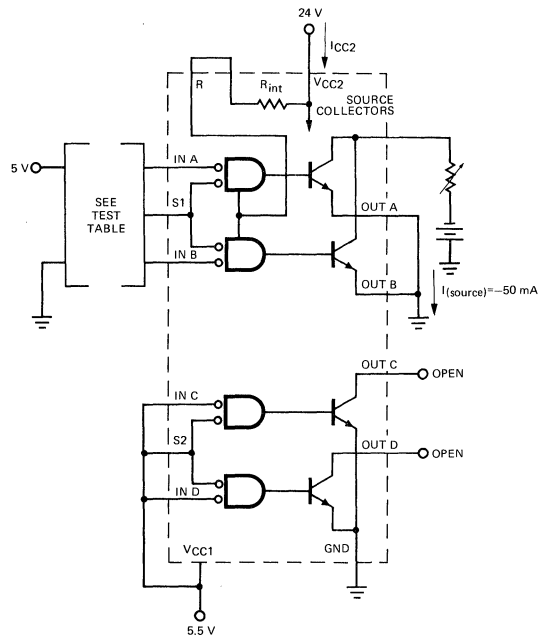 24 V
ICC2
R
Rint
VCC2
SOURCE
COLLECTORS
5 V
IN A
SEE
TEST
TABLE
S1
OUT A
IN B
OUT B
I(source)=−50 mA
OUT C
OPEN
IN C
S2
OUT D
OPEN
IN D
VCC1
GND
5.5 V